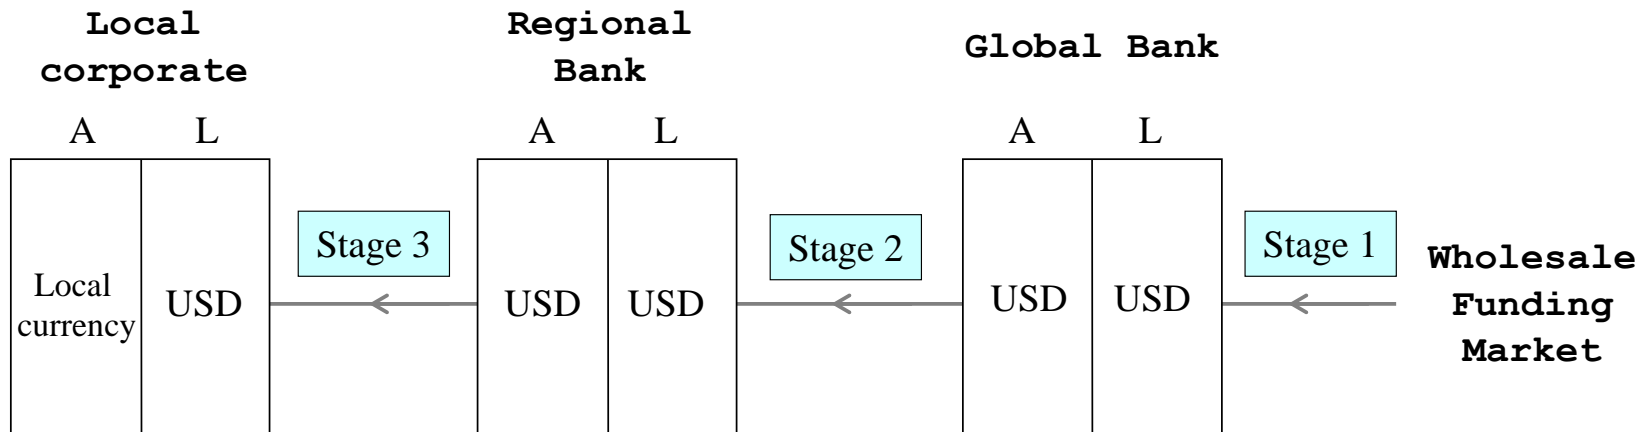 Local
corporate
Regional
Bank
Global Bank
A L A L A L
Stage 3
Stage 2
Stage 1
Local
currency
USD
USD
USD
USD
USD
Wholesale
Funding
Market